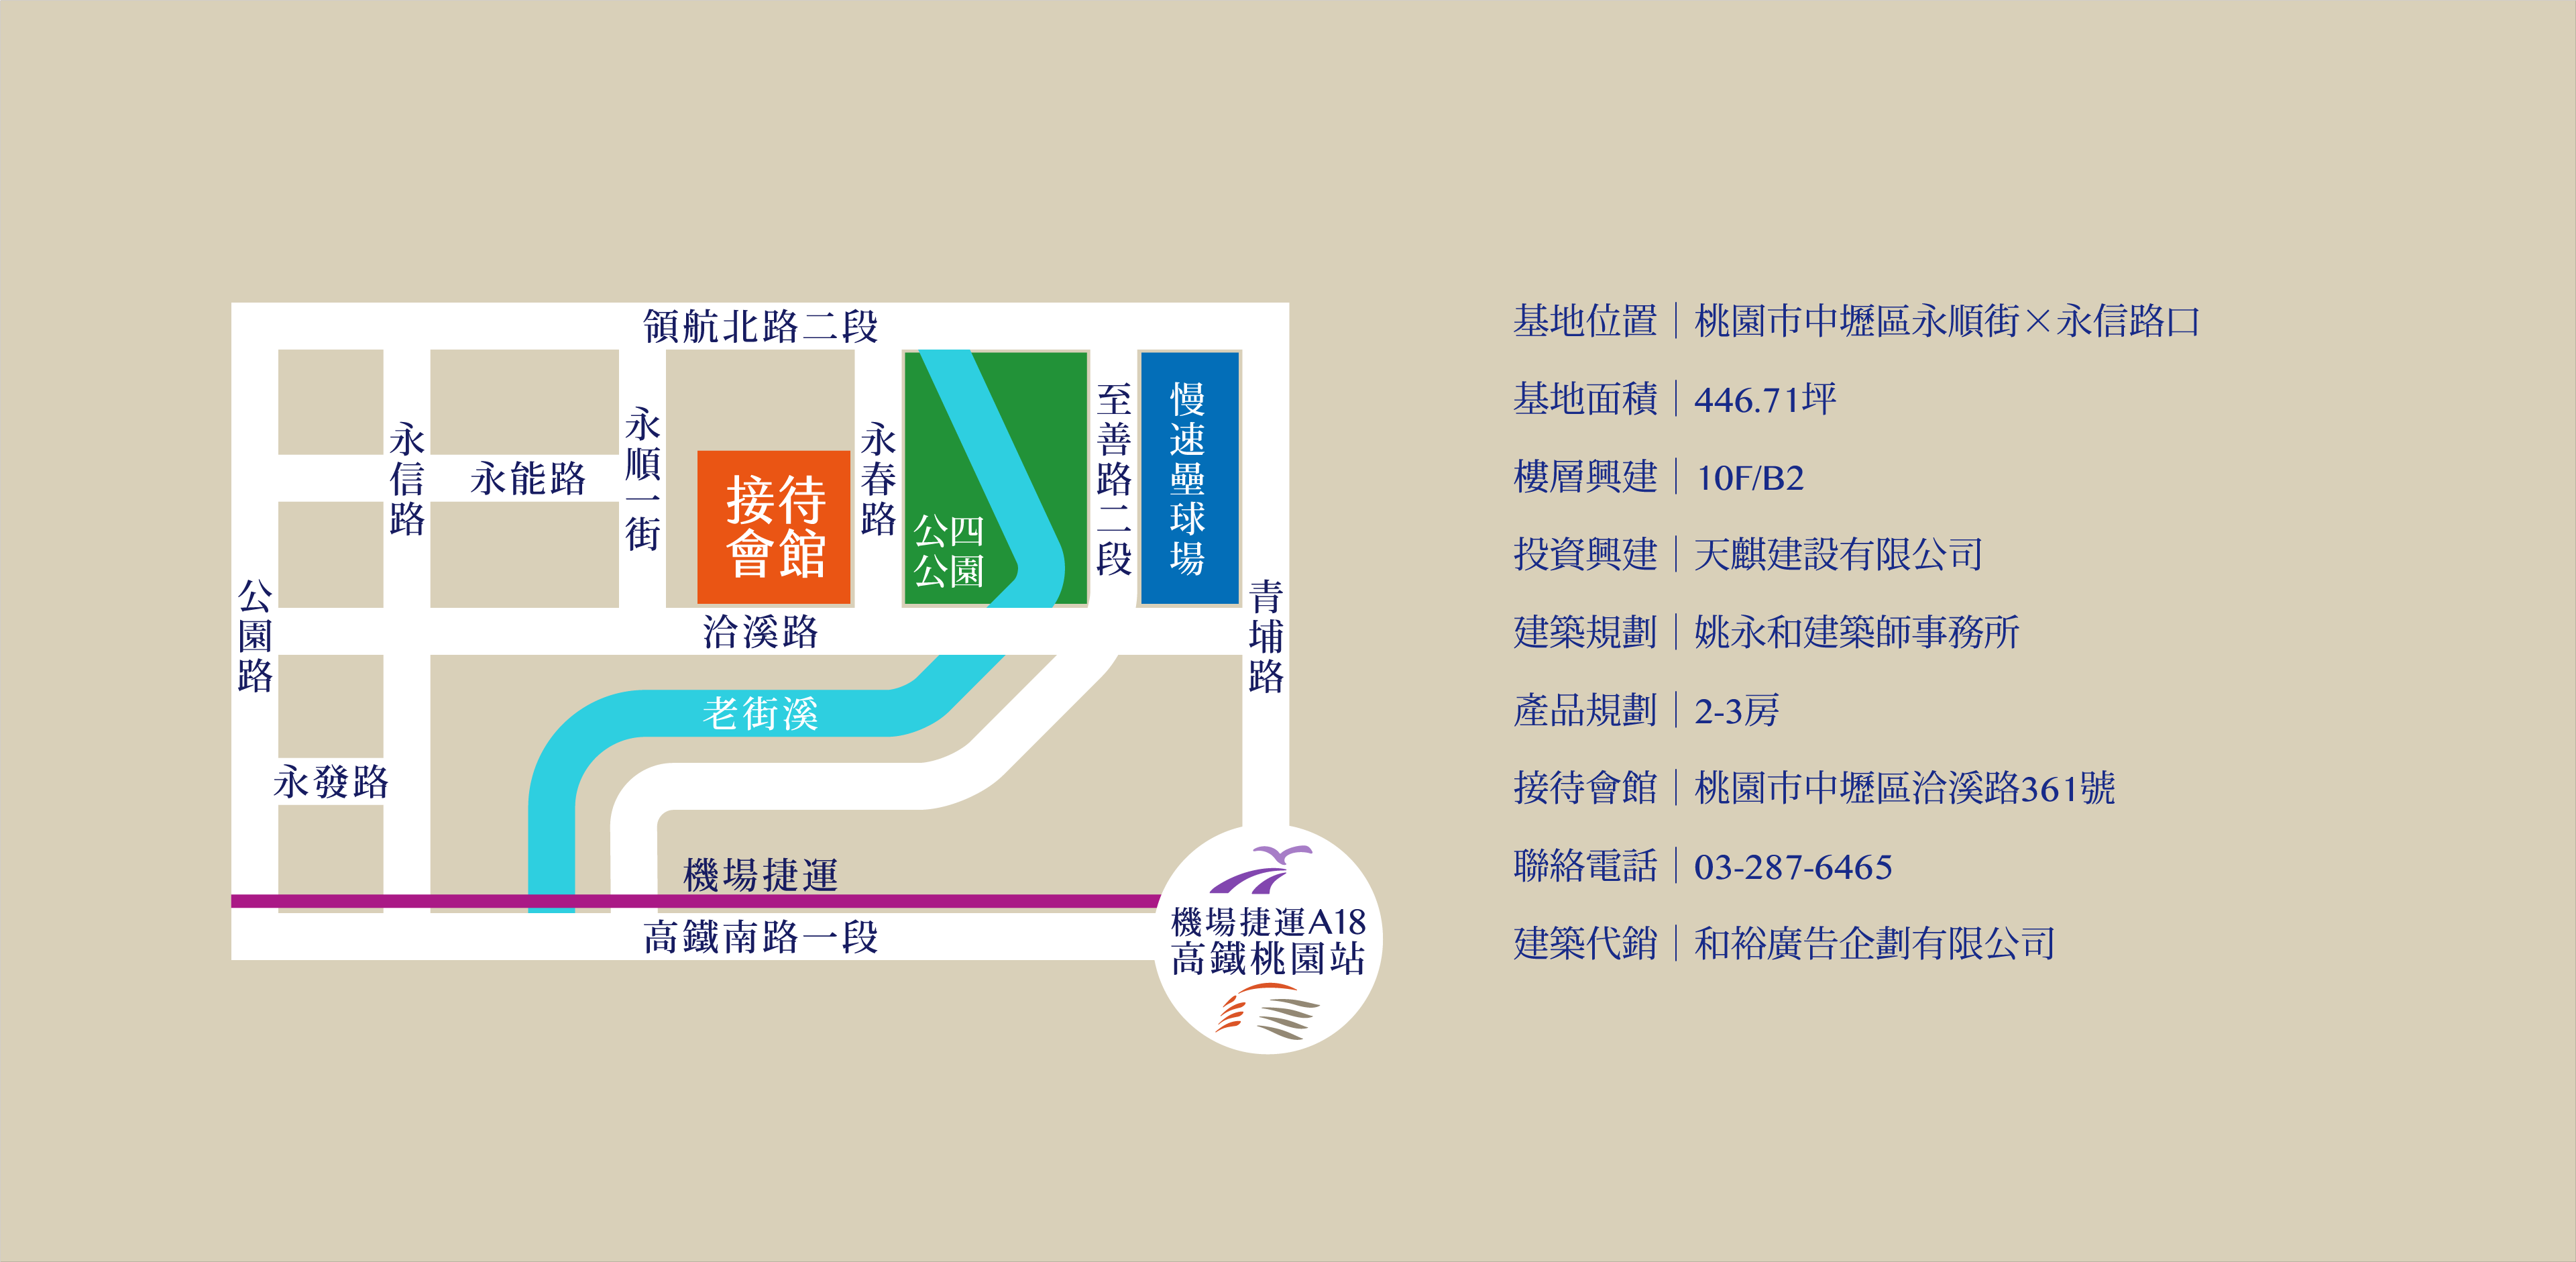 領航北路二段
永信路
永能路
永順一街
接待
會館
永春路
公四
公園
至善路二段
慢速壘球場
公園路
洽溪路
青埔路
老街溪
永發路
機場捷運
高鐵南路一段
機場捷運A18
高鐵桃園站
基地位置｜桃園市中壢區永順街×永信路口
基地面積｜446.71坪
樓層興建｜10F/B2
投資興建｜天麒建設有限公司
建築規劃｜姚永和建築師事務所
產品規劃｜2-3房
接待會館｜桃園市中壢區洽溪路361號
聯絡電話｜03-287-6465
建築代銷｜和裕廣告企劃有限公司